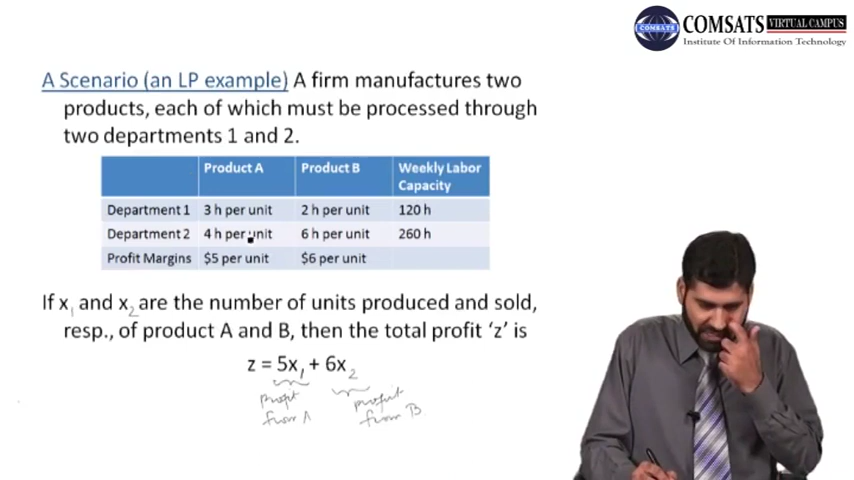 COMSATS VIRTUAL CAMPUS
Institute Of Information Technology
COMSATS
A Scenario (an LP example) A firm manufactures two
products, each of which must be processed through
two departments 1 and 2.
Product A Product B Weekly Labor Capacity
Department 1 3 h per unit 2 h per unit 120 h
Department 2 4 h per unit 6 h per unit 260 h
Profit Margins $5 per unit $6 per unit
If x₁ and x₂ are the number of units produced and sold,
resp., of product A and B, then the total profit 'z' is
z = 5x₁ + 6x₂
profit profit
from A from B